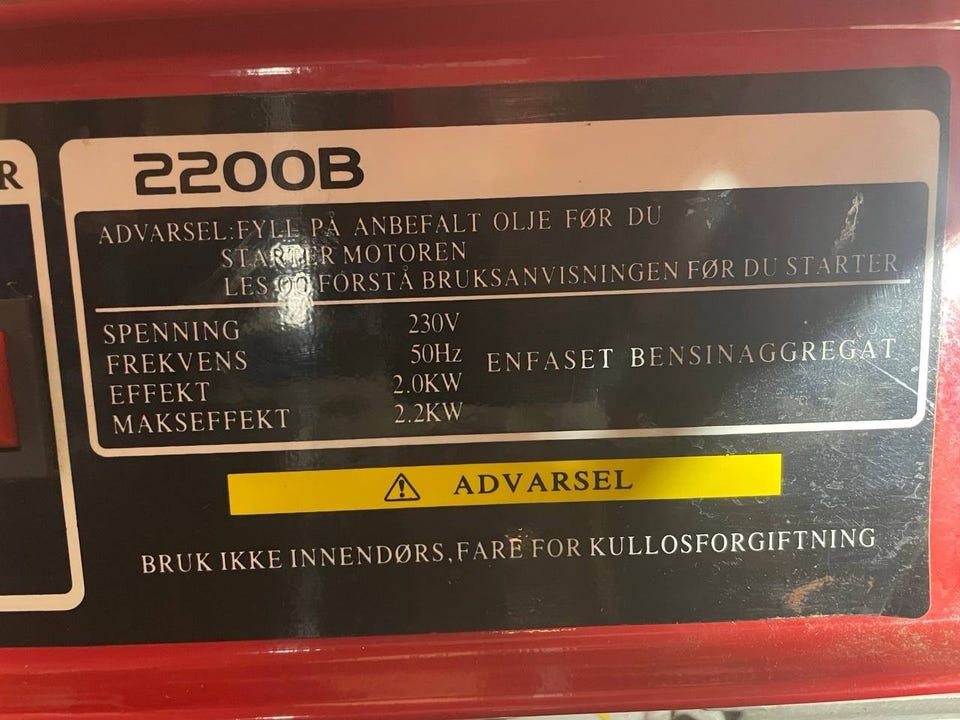 R
2200B
ADVARSEL:FYLL PÅ ANBEFALT OLJE FØR DU
STARTER MOTOREN
LES OG FORSTÅ BRUKSANVISNINGEN FØR DU STARTER
SPENNING 230V
FREKVENS 50Hz
EFFEKT 2.0KW
MAKSEFFEKT 2.2KW
ENFASET BENSINAGGREGAT
ADVARSEL
BRUK IKKE INNENDØRS,FARE FOR KULLOSFORGIFTNING